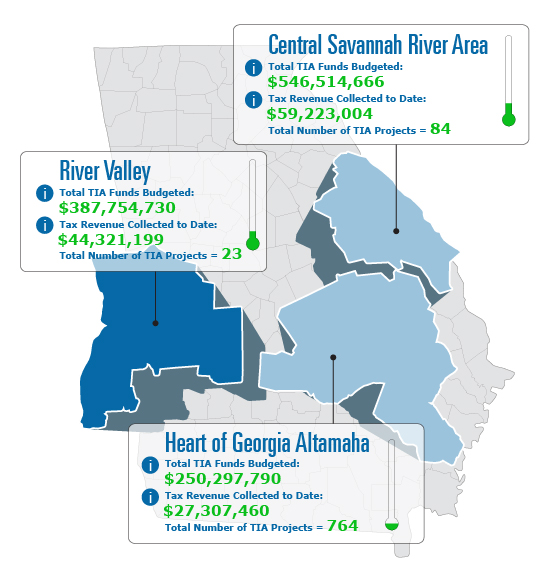 Central Savannah River Area
i Total TIA Funds Budgeted:
$546,514,666
i Tax Revenue Collected to Date:
$59,223,004
Total Number of TIA Projects = 84
River Valley
i Total TIA Funds Budgeted:
$387,754,730
i Tax Revenue Collected to Date:
$44,321,199
Total Number of TIA Projects = 23
Heart of Georgia Altamaha
i Total TIA Funds Budgeted:
$250,297,790
i Tax Revenue Collected to Date:
$27,307,460
Total Number of TIA Projects = 764